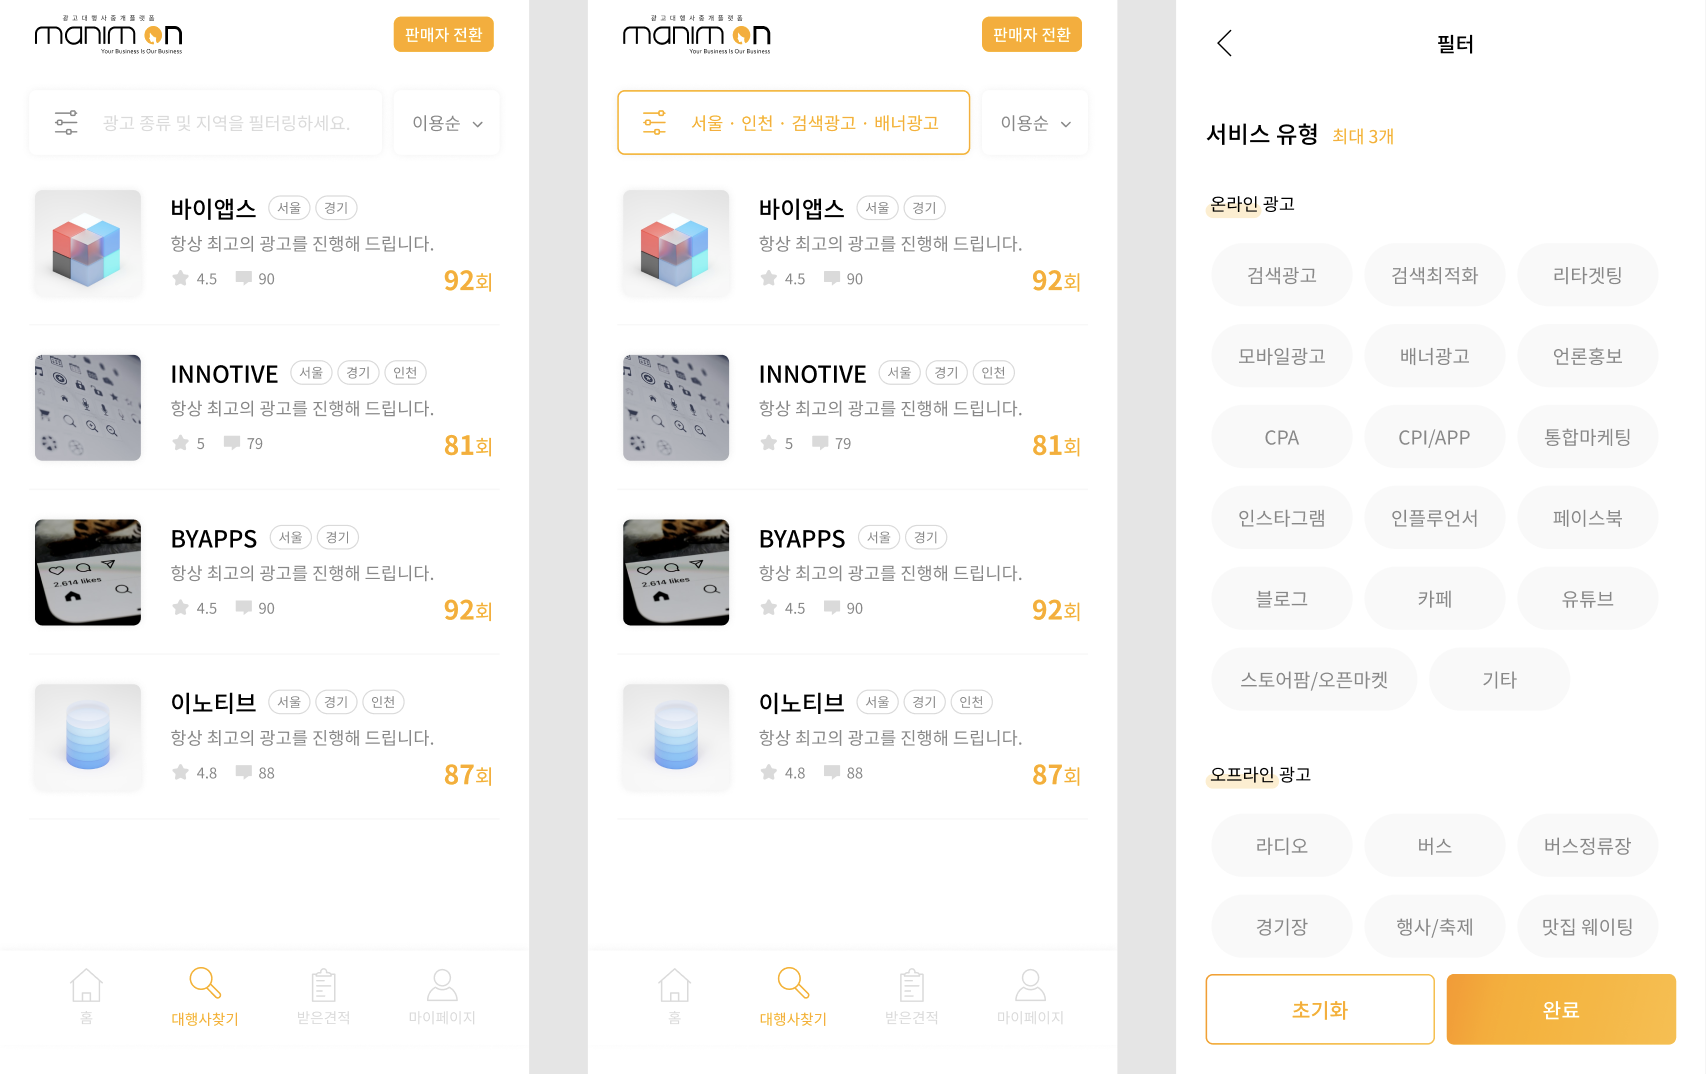 광고대행사중개플랫폼
manimon
Your Business Is Our Business
판매자 전환
광고 종류 및 지역을 필터링하세요.
이용순
바이앱스 서울 경기
항상 최고의 광고를 진행해 드립니다.
4.5 90
92회
INNOTIVE 서울 경기 인천
항상 최고의 광고를 진행해 드립니다.
5 79
81회
2.614 likes
BYAPPS 서울 경기
항상 최고의 광고를 진행해 드립니다.
4.5 90
92회
이노티브 서울 경기 인천
항상 최고의 광고를 진행해 드립니다.
4.8 88
87회
홈 대행사찾기 받은견적 마이페이지
광고대행사중개플랫폼
manimon
Your Business Is Our Business
판매자 전환
서울 · 인천 · 검색광고 · 배너광고
이용순
바이앱스 서울 경기
항상 최고의 광고를 진행해 드립니다.
4.5 90
92회
INNOTIVE 서울 경기 인천
항상 최고의 광고를 진행해 드립니다.
5 79
81회
2.614 likes
BYAPPS 서울 경기
항상 최고의 광고를 진행해 드립니다.
4.5 90
92회
이노티브 서울 경기 인천
항상 최고의 광고를 진행해 드립니다.
4.8 88
87회
홈 대행사찾기 받은견적 마이페이지
필터
서비스 유형 최대 3개
온라인 광고
검색광고 검색최적화 리타겟팅
모바일광고 배너광고 언론홍보
CPA CPI/APP 통합마케팅
인스타그램 인플루언서 페이스북
블로그 카페 유튜브
스토어팜/오픈마켓 기타
오프라인 광고
라디오 버스 버스정류장
경기장 행사/축제 맛집 웨이팅
초기화 완료